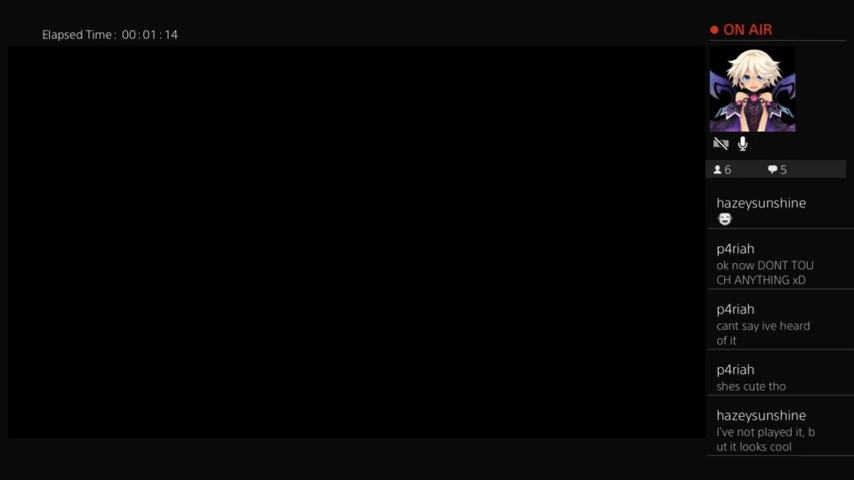 Elapsed Time: 00:01:14
ON AIR
6 5
hazeysunshine
p4riah
ok now DONT TOU
CH ANYTHING xD
p4riah
cant say ive heard
of it
p4riah
shes cute tho
hazeysunshine
I've not played it, b
ut it looks cool